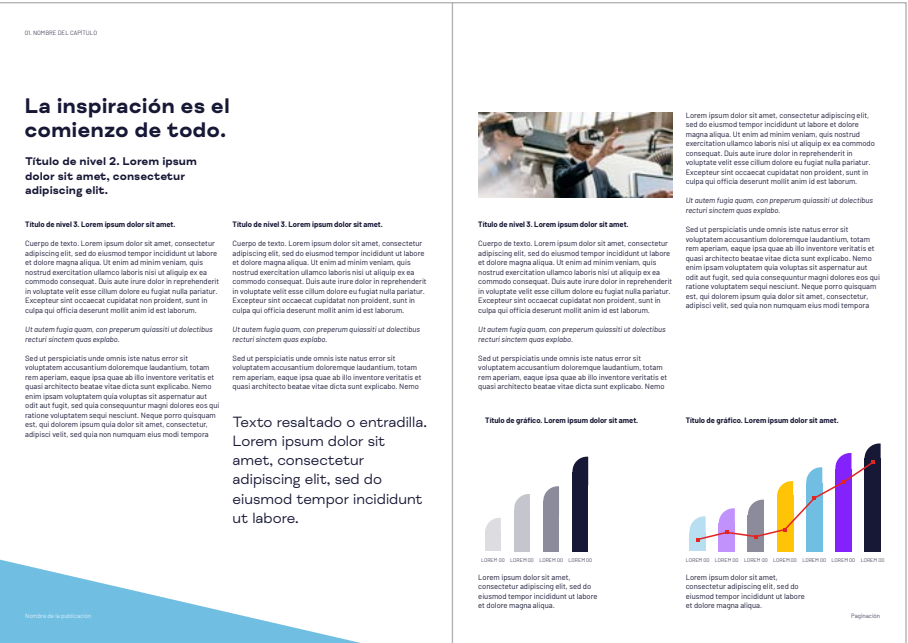 01. NOMBRE DEL CAPÍTULO
La inspiración es el
comienzo de todo.
Título de nivel 2. Lorem ipsum
dolor sit amet, consectetur
adipiscing elit.
Título de nivel 3. Lorem ipsum dolor sit amet.
Cuerpo de texto. Lorem ipsum dolor sit amet, consectetur
adipiscing elit, sed do eiusmod tempor incididunt ut labore
et dolore magna aliqua. Ut enim ad minim veniam, quis
nostrud exercitation ullamco laboris nisi ut aliquip ex ea
commodo consequat. Duis aute irure dolor in reprehenderit
in voluptate velit esse cillum dolore eu fugiat nulla pariatur.
Excepteur sint occaecat cupidatat non proident, sunt in
culpa qui officia deserunt mollit anim id est laborum.
Ut autem fugia quam, con preperum quiassiti ut dolectibus
recturi sinctem quas explabo.
Sed ut perspiciatis unde omnis iste natus error sit
voluptatem accusantium doloremque laudantium, totam
rem aperiam, eaque ipsa quae ab illo inventore veritatis et
quasi architecto beatae vitae dicta sunt explicabo. Nemo
enim ipsam voluptatem quia voluptas sit aspernatur aut
odit aut fugit, sed quia consequuntur magni dolores eos qui
ratione voluptatem sequi nesciunt. Neque porro quisquam
est, qui dolorem ipsum quia dolor sit amet, consectetur,
adipisci velit, sed quia non numquam eius modi tempora
Título de nivel 3. Lorem ipsum dolor sit amet.
Cuerpo de texto. Lorem ipsum dolor sit amet, consectetur
adipiscing elit, sed do eiusmod tempor incididunt ut labore
et dolore magna aliqua. Ut enim ad minim veniam, quis
nostrud exercitation ullamco laboris nisi ut aliquip ex ea
commodo consequat. Duis aute irure dolor in reprehenderit
in voluptate velit esse cillum dolore eu fugiat nulla pariatur.
Excepteur sint occaecat cupidatat non proident, sunt in
culpa qui officia deserunt mollit anim id est laborum.
Ut autem fugia quam, con preperum quiassiti ut dolectibus
recturi sinctem quas explabo.
Sed ut perspiciatis unde omnis iste natus error sit
voluptatem accusantium doloremque laudantium, totam
rem aperiam, eaque ipsa quae ab illo inventore veritatis et
quasi architecto beatae vitae dicta sunt explicabo. Nemo
Texto resaltado o entradilla.
Lorem ipsum dolor sit
amet, consectetur
adipiscing elit, sed do
eiusmod tempor incididunt
ut labore.
Nombre de la publicación
Título de nivel 3. Lorem ipsum dolor sit amet.
Cuerpo de texto. Lorem ipsum dolor sit amet, consectetur
adipiscing elit, sed do eiusmod tempor incididunt ut labore
et dolore magna aliqua. Ut enim ad minim veniam, quis
nostrud exercitation ullamco laboris nisi ut aliquip ex ea
commodo consequat. Duis aute irure dolor in reprehenderit
in voluptate velit esse cillum dolore eu fugiat nulla pariatur.
Excepteur sint occaecat cupidatat non proident, sunt in
culpa qui officia deserunt mollit anim id est laborum.
Ut autem fugia quam, con preperum quiassiti ut dolectibus
recturi sinctem quas explabo.
Sed ut perspiciatis unde omnis iste natus error sit
voluptatem accusantium doloremque laudantium, totam
rem aperiam, eaque ipsa quae ab illo inventore veritatis et
quasi architecto beatae vitae dicta sunt explicabo. Nemo
Lorem ipsum dolor sit amet, consectetur adipiscing elit,
sed do eiusmod tempor incididunt ut labore et dolore
magna aliqua. Ut enim ad minim veniam, quis nostrud
exercitation ullamco laboris nisi ut aliquip ex ea commodo
consequat. Duis aute irure dolor in reprehenderit in
voluptate velit esse cillum dolore eu fugiat nulla pariatur.
Excepteur sint occaecat cupidatat non proident, sunt in
culpa qui officia deserunt mollit anim id est laborum.
Ut autem fugia quam, con preperum quiassiti ut dolectibus
recturi sinctem quas explabo.
Sed ut perspiciatis unde omnis iste natus error sit
voluptatem accusantium doloremque laudantium, totam
rem aperiam, eaque ipsa quae ab illo inventore veritatis et
quasi architecto beatae vitae dicta sunt explicabo. Nemo
enim ipsam voluptatem quia voluptas sit aspernatur aut
odit aut fugit, sed quia consequuntur magni dolores eos qui
ratione voluptatem sequi nesciunt. Neque porro quisquam
est, qui dolorem ipsum quia dolor sit amet, consectetur,
adipisci velit, sed quia non numquam eius modi tempora
Título de gráfico. Lorem ipsum dolor sit amet.
LOREM 00 LOREM 00 LOREM 00 LOREM 00
Lorem ipsum dolor sit amet,
consectetur adipiscing elit, sed do
eiusmod tempor incididunt ut labore
et dolore magna aliqua.
Título de gráfico. Lorem ipsum dolor sit amet.
LOREM 00 LOREM 00 LOREM 00 LOREM 00 LOREM 00 LOREM 00 LOREM 00
Lorem ipsum dolor sit amet,
consectetur adipiscing elit, sed do
eiusmod tempor incididunt ut labore
et dolore magna aliqua.
Paginación